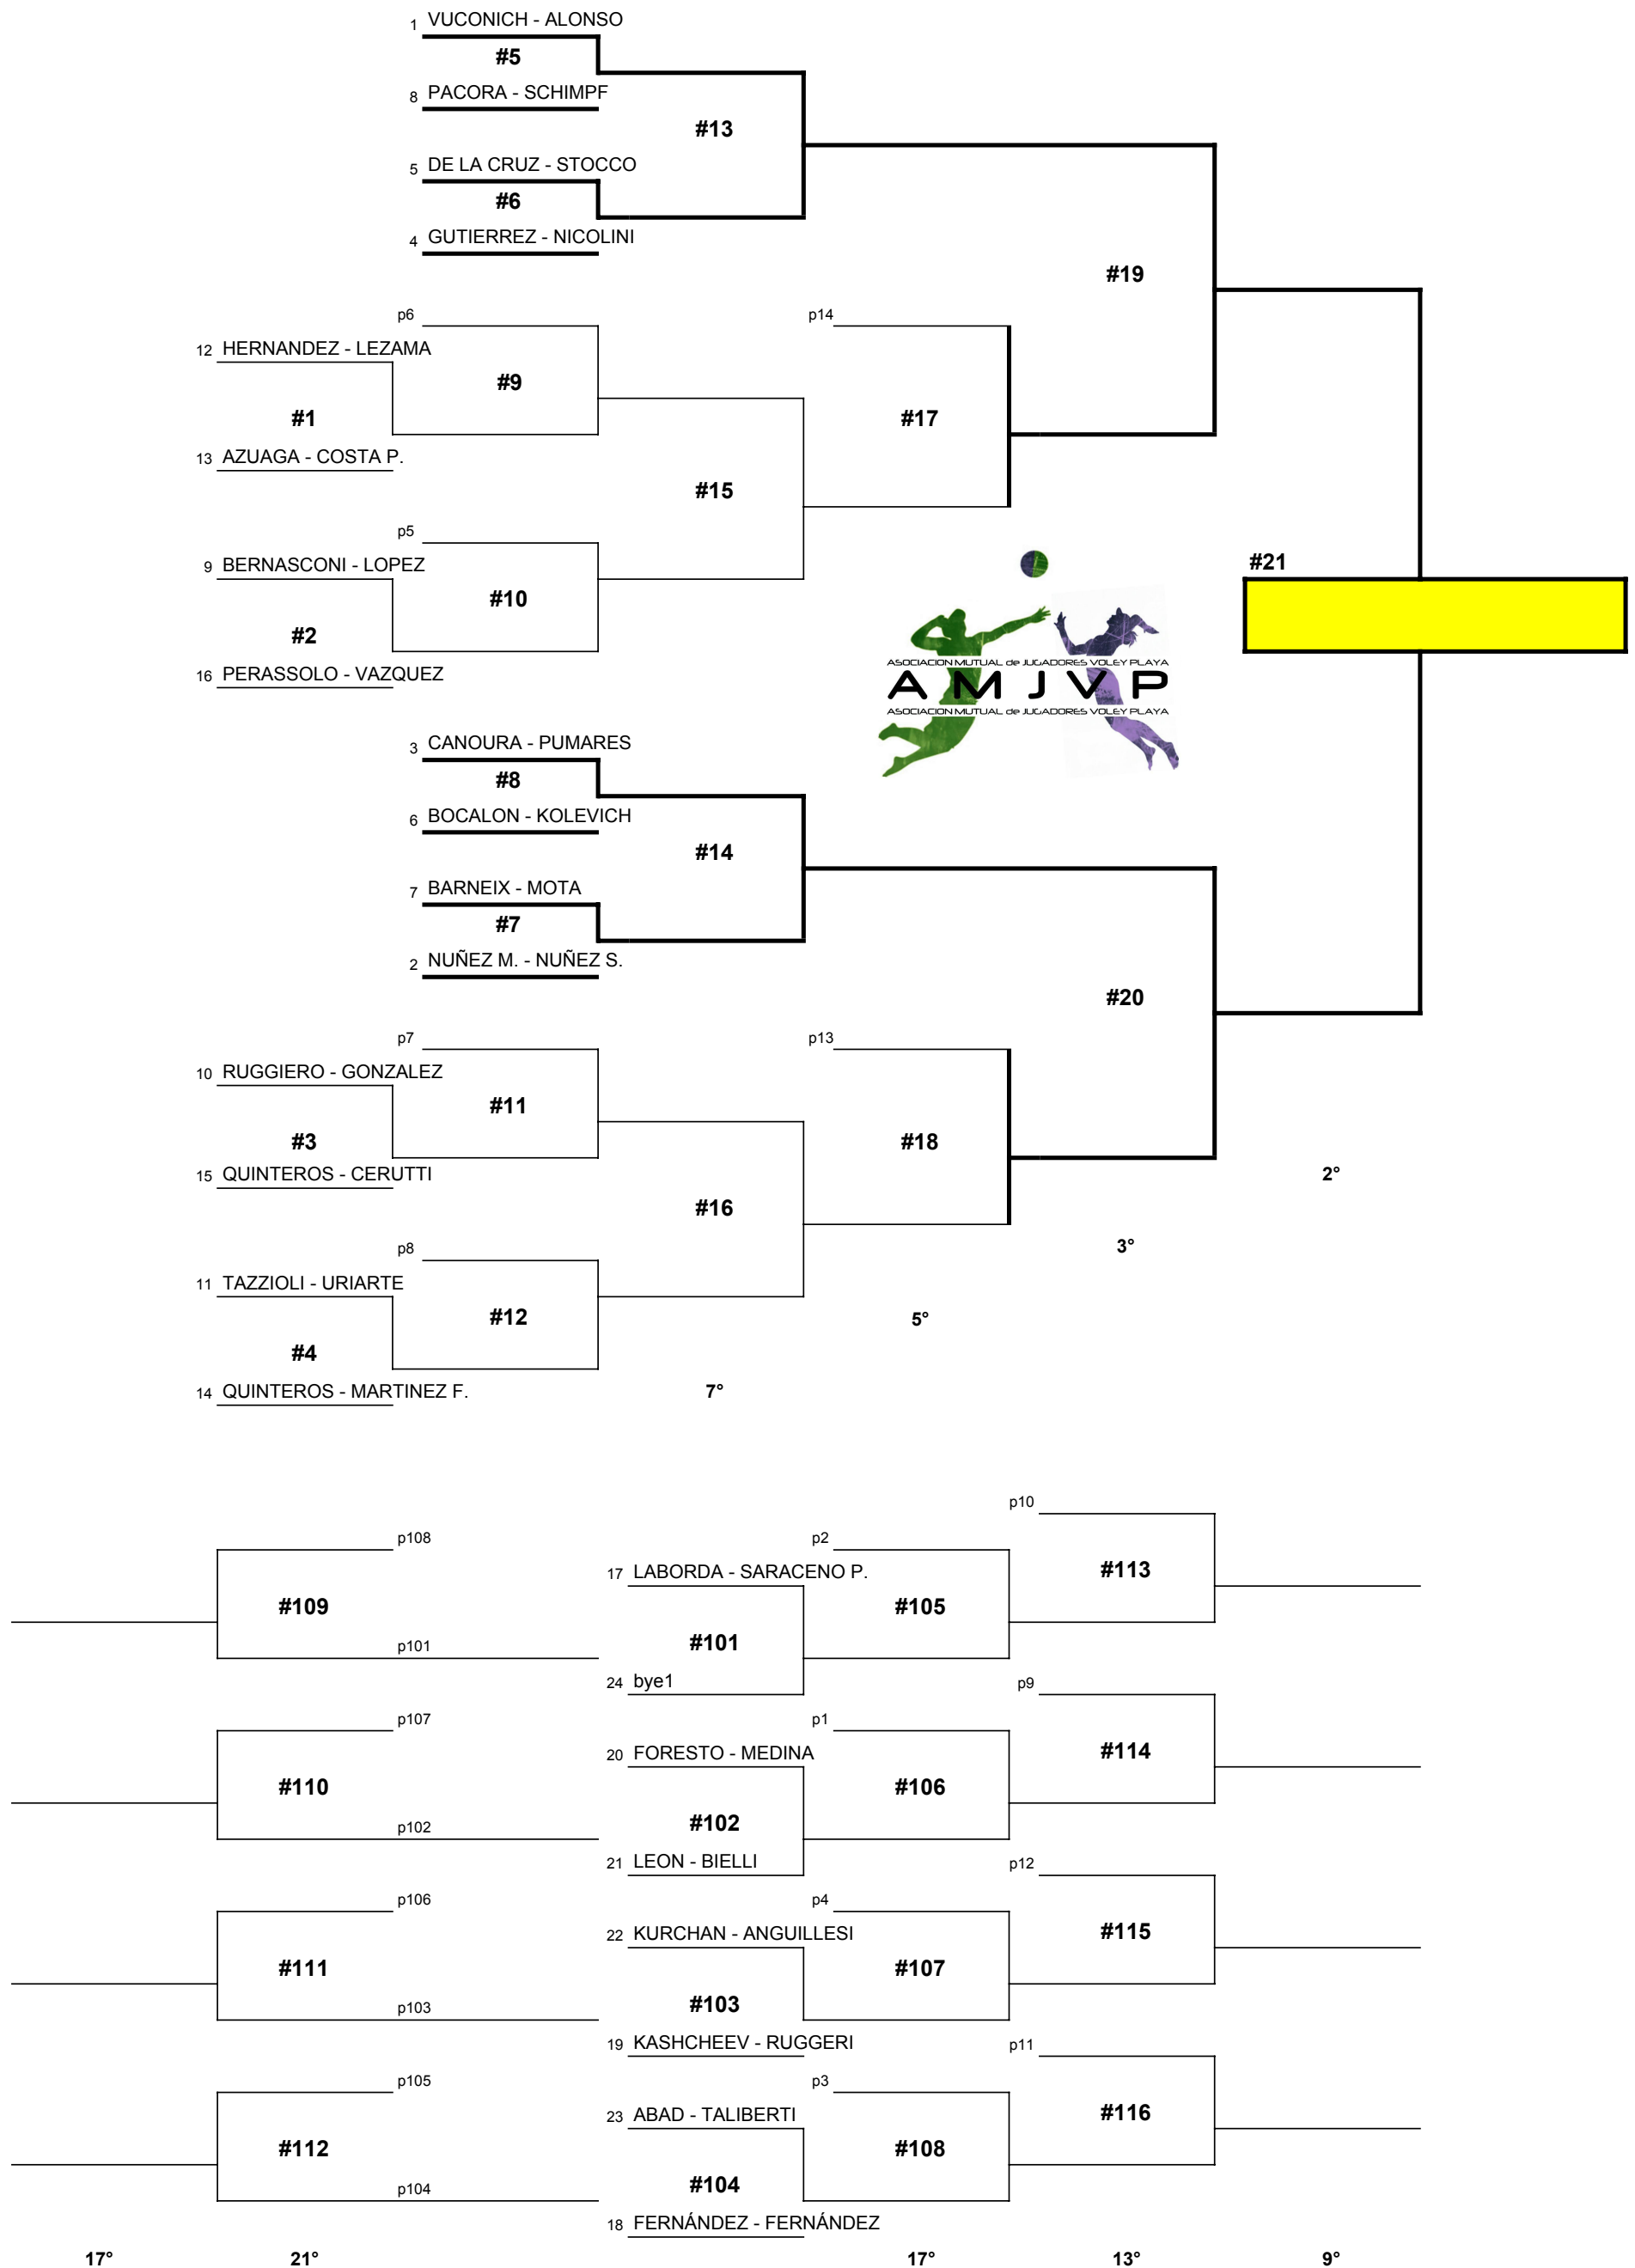 1 VUCONICH - ALONSO
#5
8 PACORA - SCHIMPF
#13
5 DE LA CRUZ - STOCCO
#6
4 GUTIERREZ - NICOLINI
#19
p6 p14
12 HERNANDEZ - LEZAMA
#9
#1 #17
13 AZUAGA - COSTA P.
#15
p5
9 BERNASCONI - LOPEZ #21
#10
#2
ASOCIACION MUTUAL de JUGADORES VOLEY PLAYA
16 PERASSOLO - VAZQUEZ AMJVP
ASOCIACION MUTUAL de JUGADORES VOLEY PLAYA
3 CANOURA - PUMARES
#8
6 BOCALON - KOLEVICH
#14
7 BARNEIX - MOTA
#7
2 NUÑEZ M. - NUÑEZ S.
#20
p7 p13
10 RUGGIERO - GONZALEZ
#11
#3 #18
15 QUINTEROS - CERUTTI 2°
#16
p8 3°
11 TAZZIOLI - URIARTE
#12 5°
#4
14 QUINTEROS - MARTINEZ F. 7°
p10
p108 p2
17 LABORDA - SARACENO P. #113
#109 #105
p101 #101
24 bye1 p9
p107 p1
20 FORESTO - MEDINA #114
#110 #106
p102 #102
21 LEON - BIELLI p12
p106 p4
22 KURCHAN - ANGUILLESI #115
#111 #107
p103 #103
19 KASHCHEEV - RUGGERI p11
p105 p3
23 ABAD - TALIBERTI #116
#112 #108
p104 #104
18 FERNÁNDEZ - FERNÁNDEZ
17° 21° 17° 13° 9°